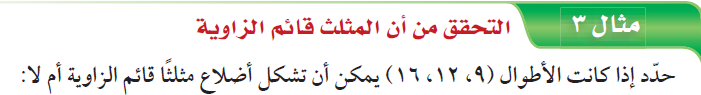 مثال ٣ التحقق من أن المثلث قائم الزاوية
حدّد إذا كانت الأطوال (٩، ١٢، ١٦) يمكن أن تشكل أضلاع مثلثًا قائم الزاوية أم لا: